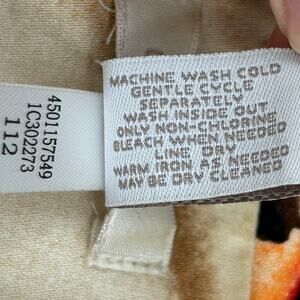 MACHINE WASH COLD
GENTLE CYCLE
SEPARATELY
WASH INSIDE OUT
ONLY NON-CHLORINE
BLEACH WHEN NEEDED
LINE DRY
WARM IRON AS NEEDED
MAY BE DRY CLEANED
4501157549
1C302273
112